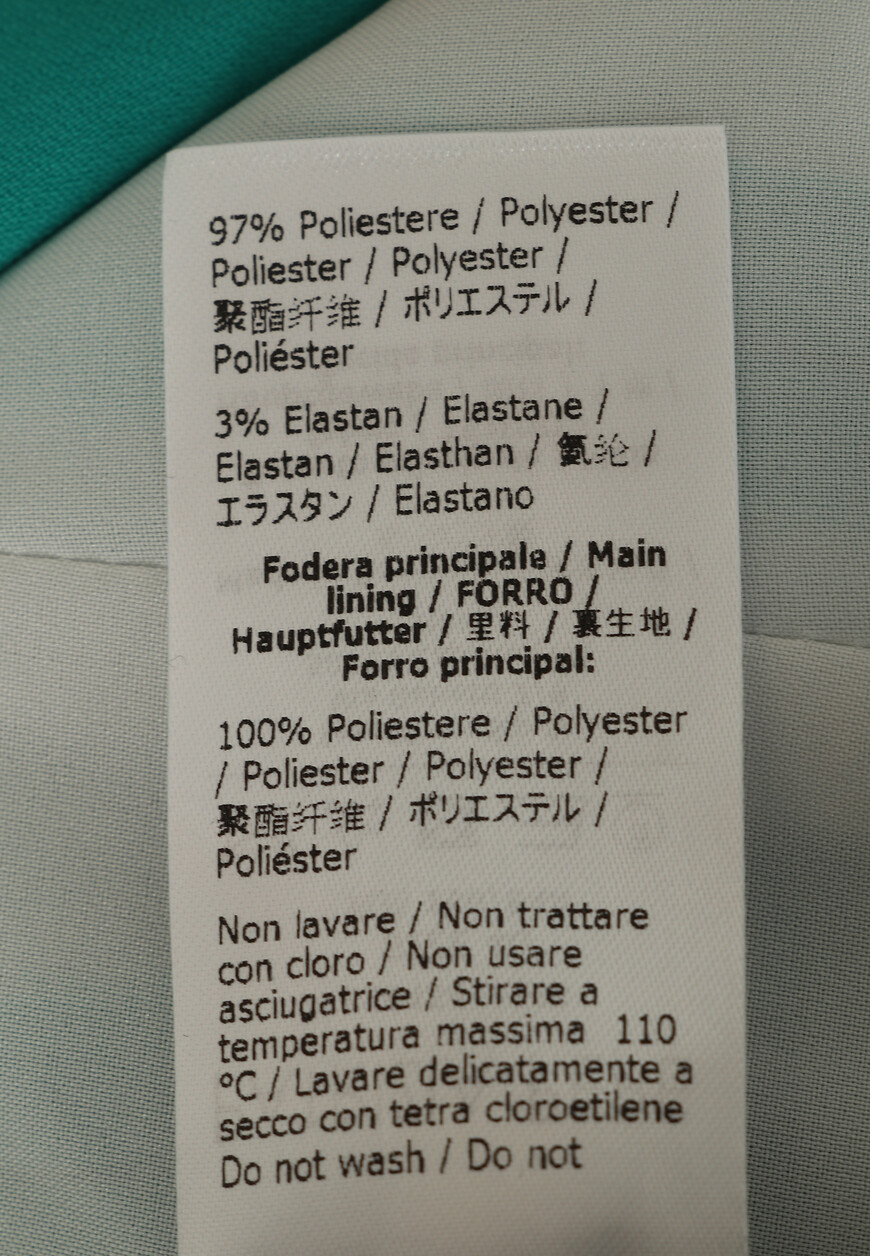 97% Poliestere / Polyester /
Poliester / Polyester /
聚酯纤维 / ポリエステル /
Poliéster
3% Elastan / Elastane /
Elastan / Elasthan / 氨纶 /
エラスタン / Elastano
Fodera principale / Main
lining / FORRO /
Hauptfutter / 里料 / 裏生地 /
Forro principal:
100% Poliestere / Polyester
/ Poliester / Polyester /
聚酯纤维 / ポリエステル /
Poliéster
Non lavare / Non trattare
con cloro / Non usare
asciugatrice / Stirare a
temperatura massima 110
°C / Lavare delicatamente a
secco con tetra cloroetilene
Do not wash / Do not